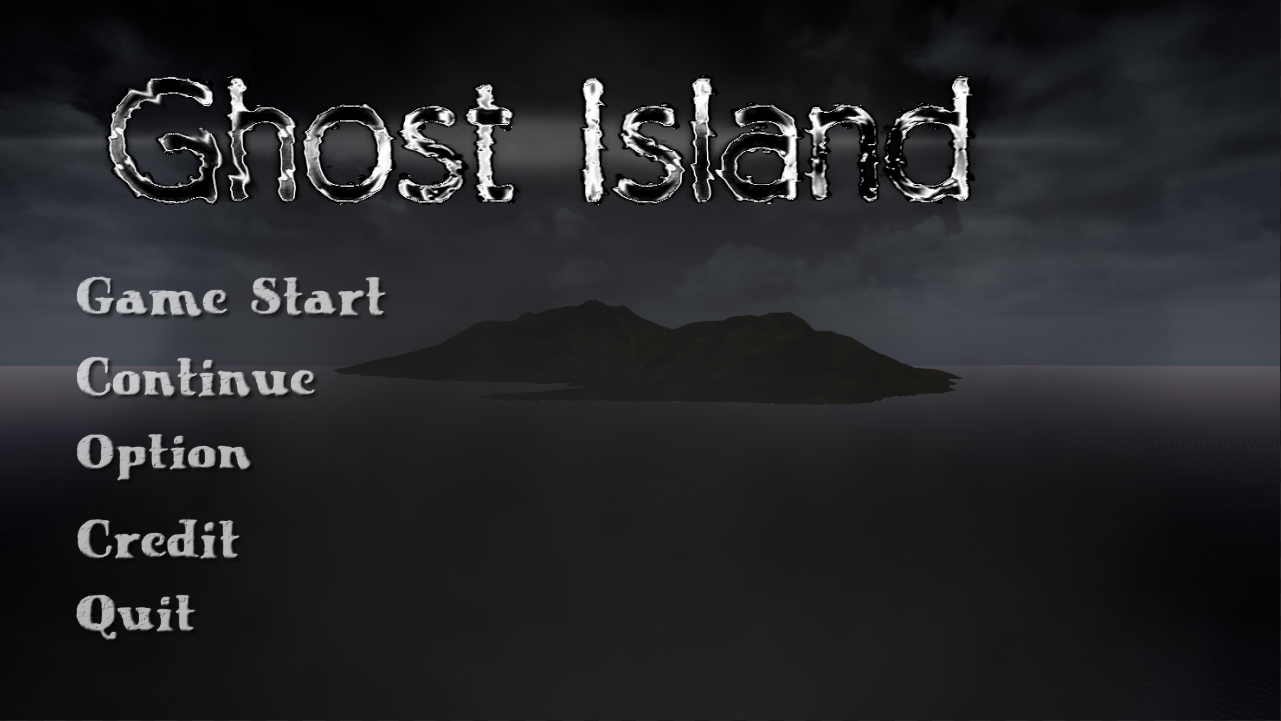 Ghost Island
Game Start
Continue
Option
Credit
Quit